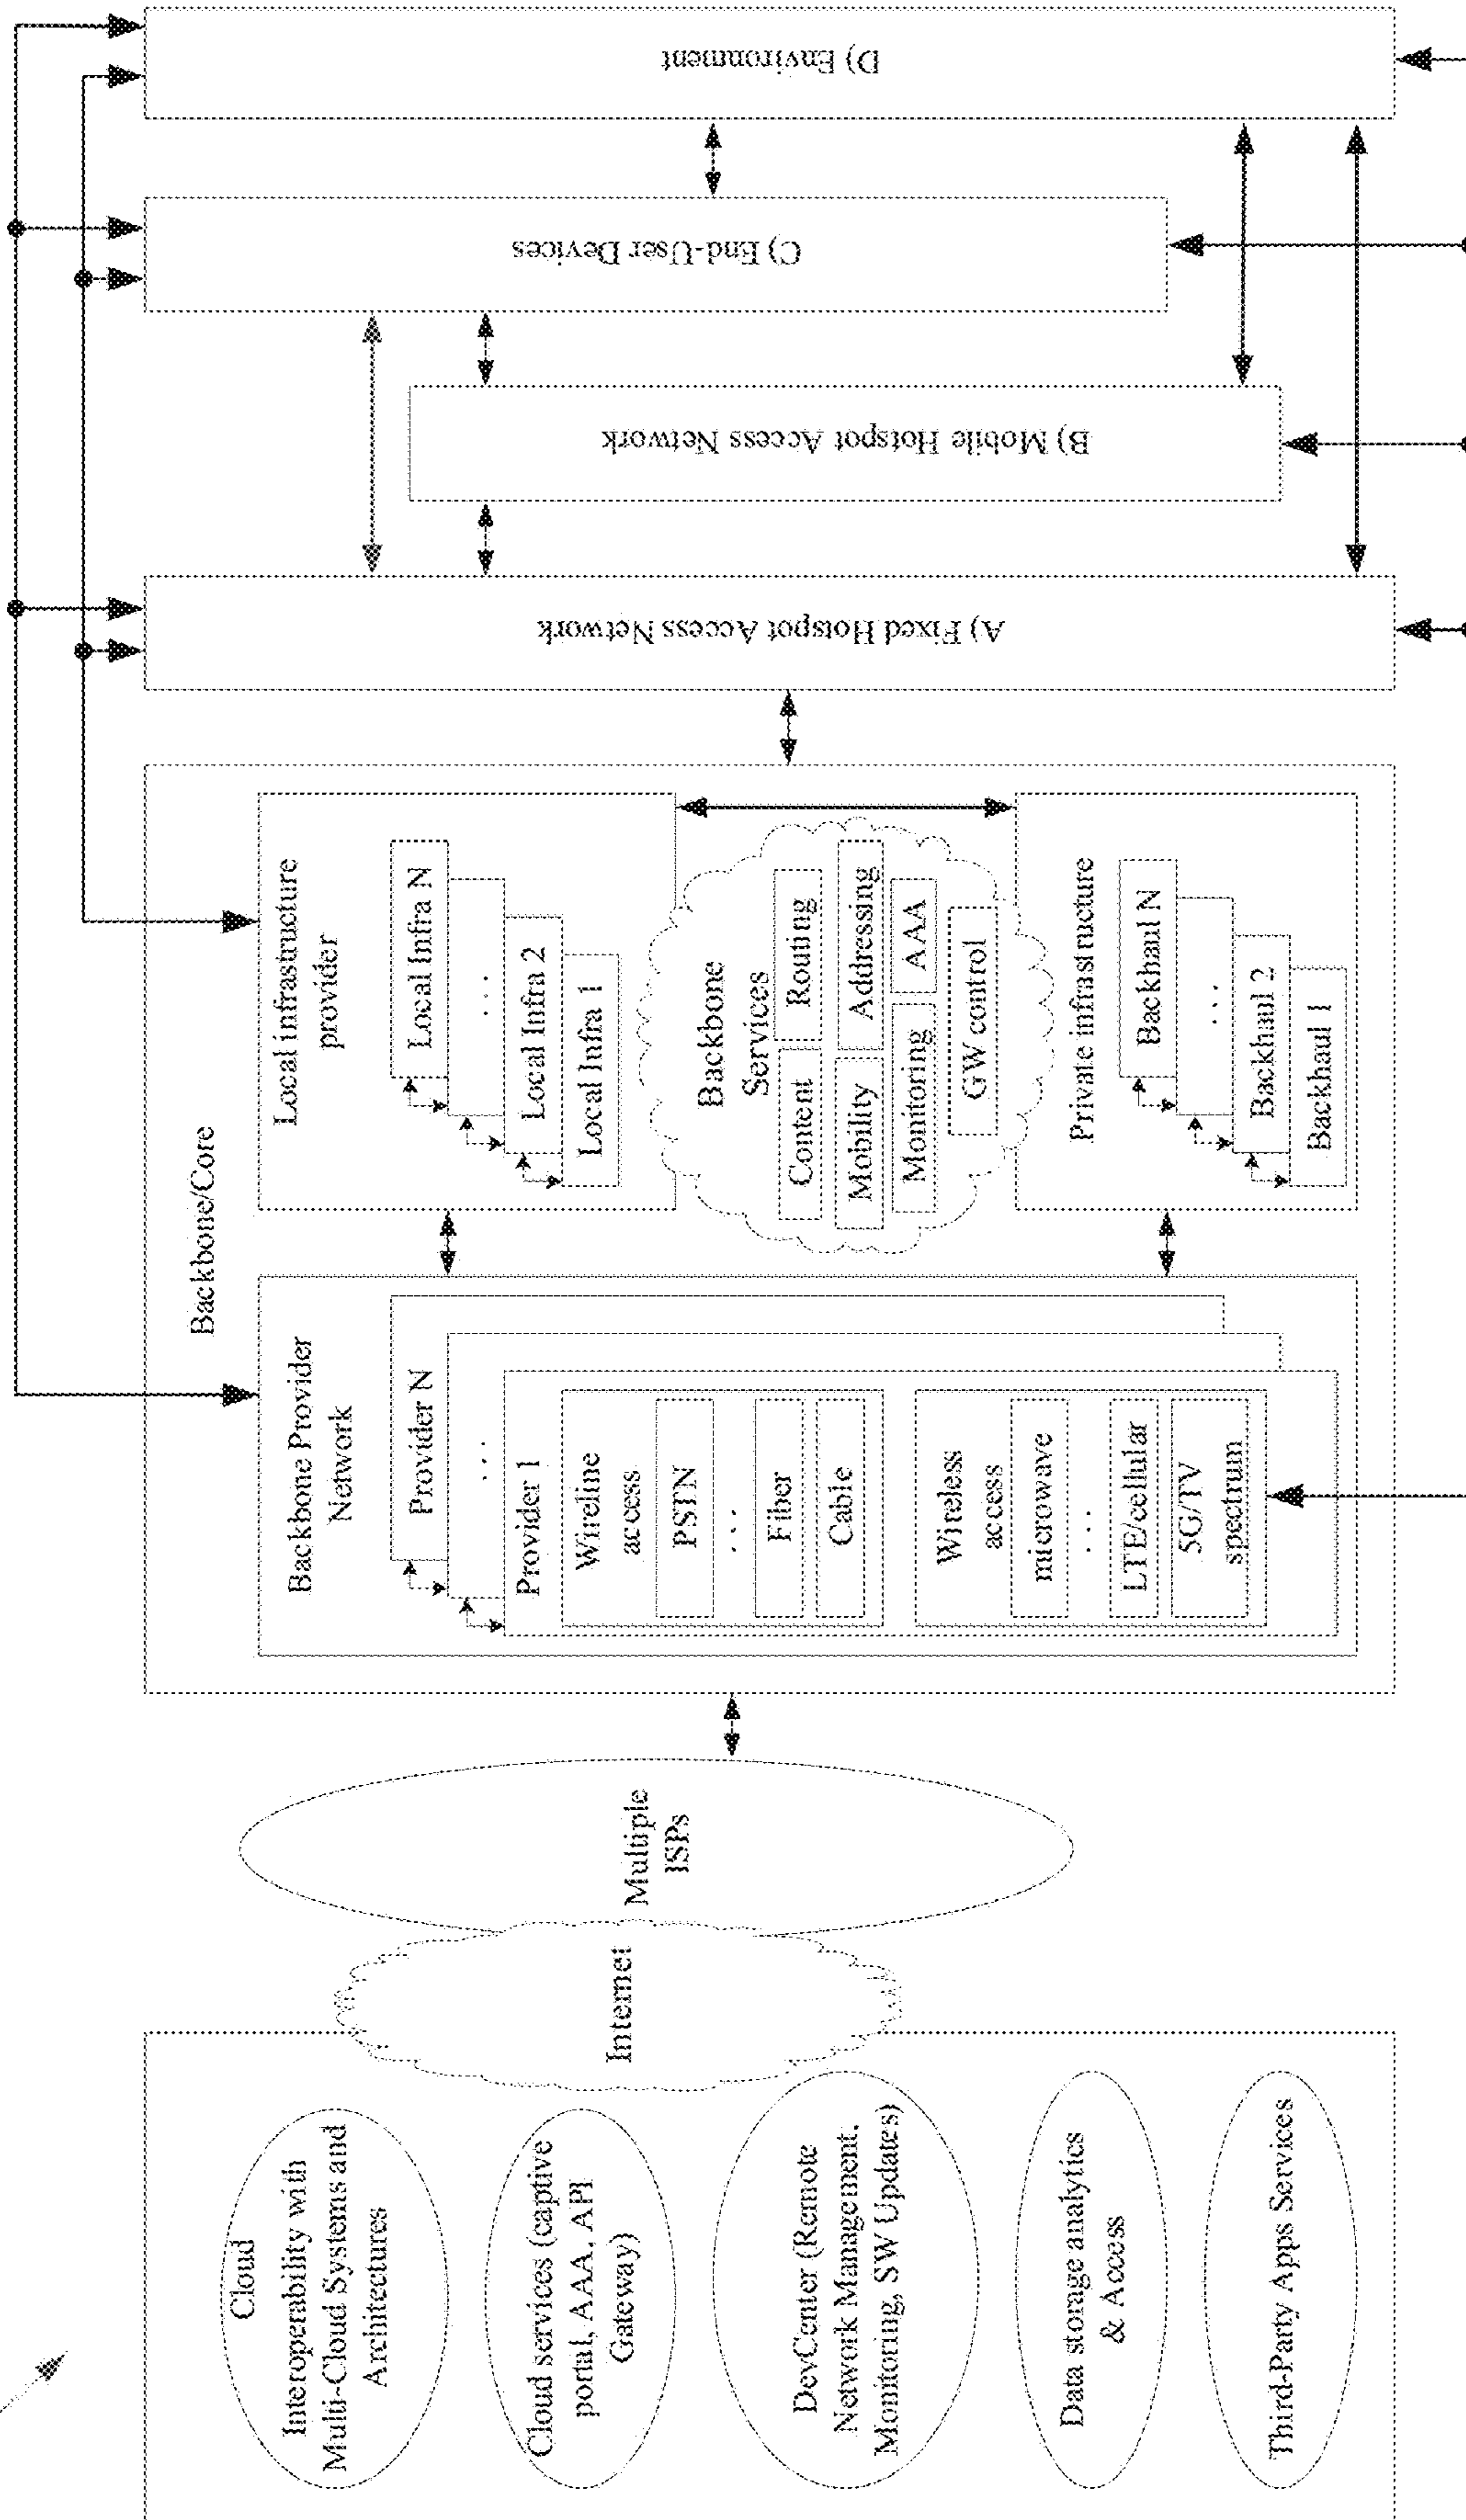 Cloud
Interoperability with
Multi-Cloud Systems and
Architectures
Cloud services (captive
portal, AAA, API
Gateway)
DevCenter (Remote
Network Management,
Monitoring, SW Updates)
Data storage analytics
& Access
Third-Party Apps Services
Internet
Multiple
ISPs
Backbone/Core
Backbone Provider
Network
Provider N
. . .
Provider 1
Wireline
access
PSTN
. . .
Fiber
Cable
Wireless
access
microwave
. . .
LTE/cellular
5G/TV
spectrum
Local infrastructure
provider
Local Infra N
. . .
Local Infra 2
Local Infra 1
Backbone
Services
Content
Routing
Mobility
Addressing
Monitoring
AAA
GW control
Private infrastructure
Backhaul N
. . .
Backhaul 2
Backhaul 1
A) Fixed Hotspot Access Network
B) Mobile Hotspot Access Network
C) End-User Devices
D) Environment